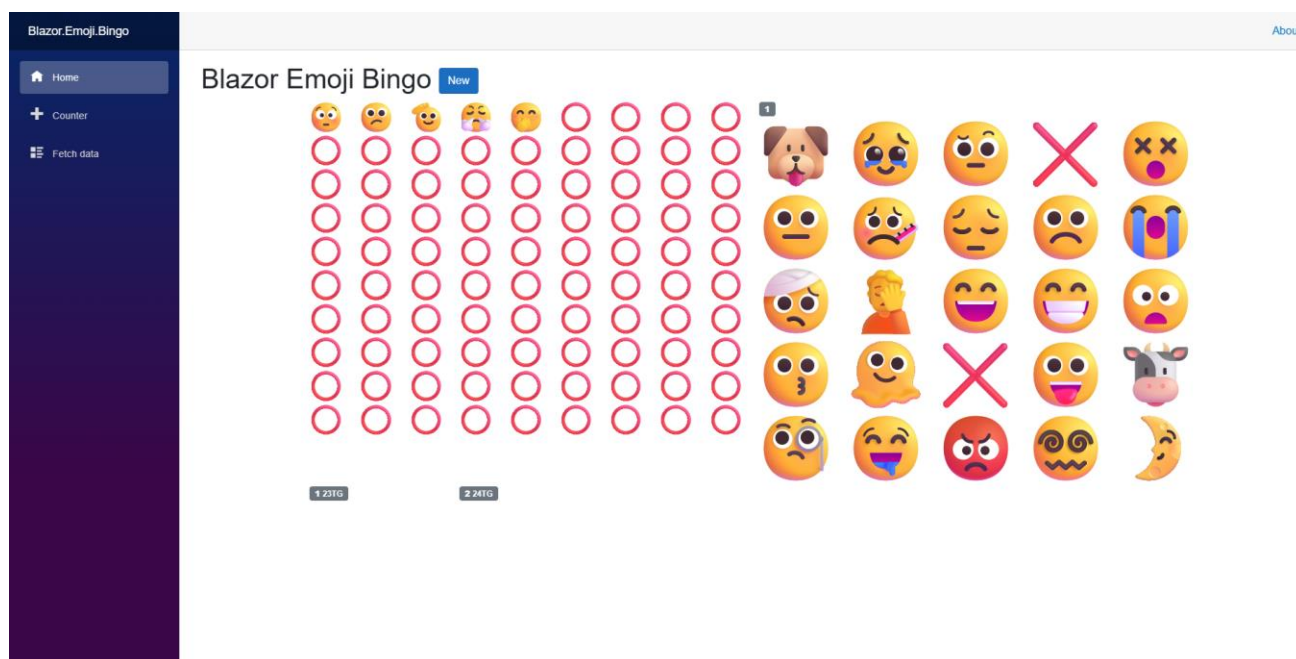 Blazor.Emoji.Bingo
Abou
Home
Counter
Fetch data
Blazor Emoji Bingo New
1
1 23TG
2 24TG